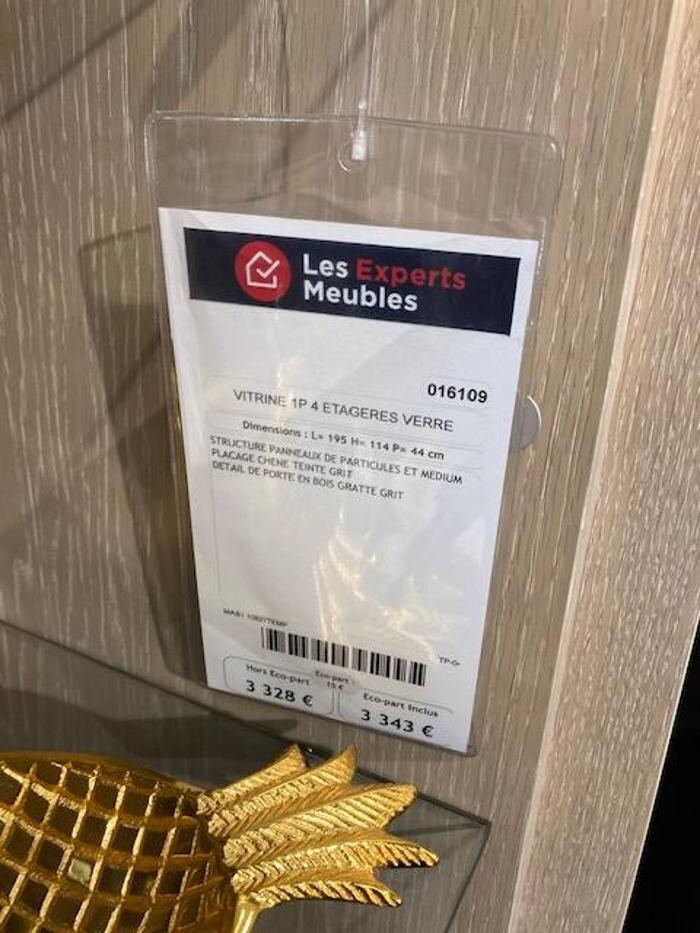 Les Experts
Meubles
016109
VITRINE 1P 4 ETAGERES VERRE
Dimensions : L= 195 H= 114 P= 44 cm
STRUCTURE PANNEAUX DE PARTICULES ET MEDIUM
PLACAGE CHENE TEINTE GRIT
DETAIL DE PORTE EN BOIS GRATTE GRIT
TP-G-
Hors Eco-part
3 328 €
Eco-part :
15 €
Eco-part Inclus
3 343 €